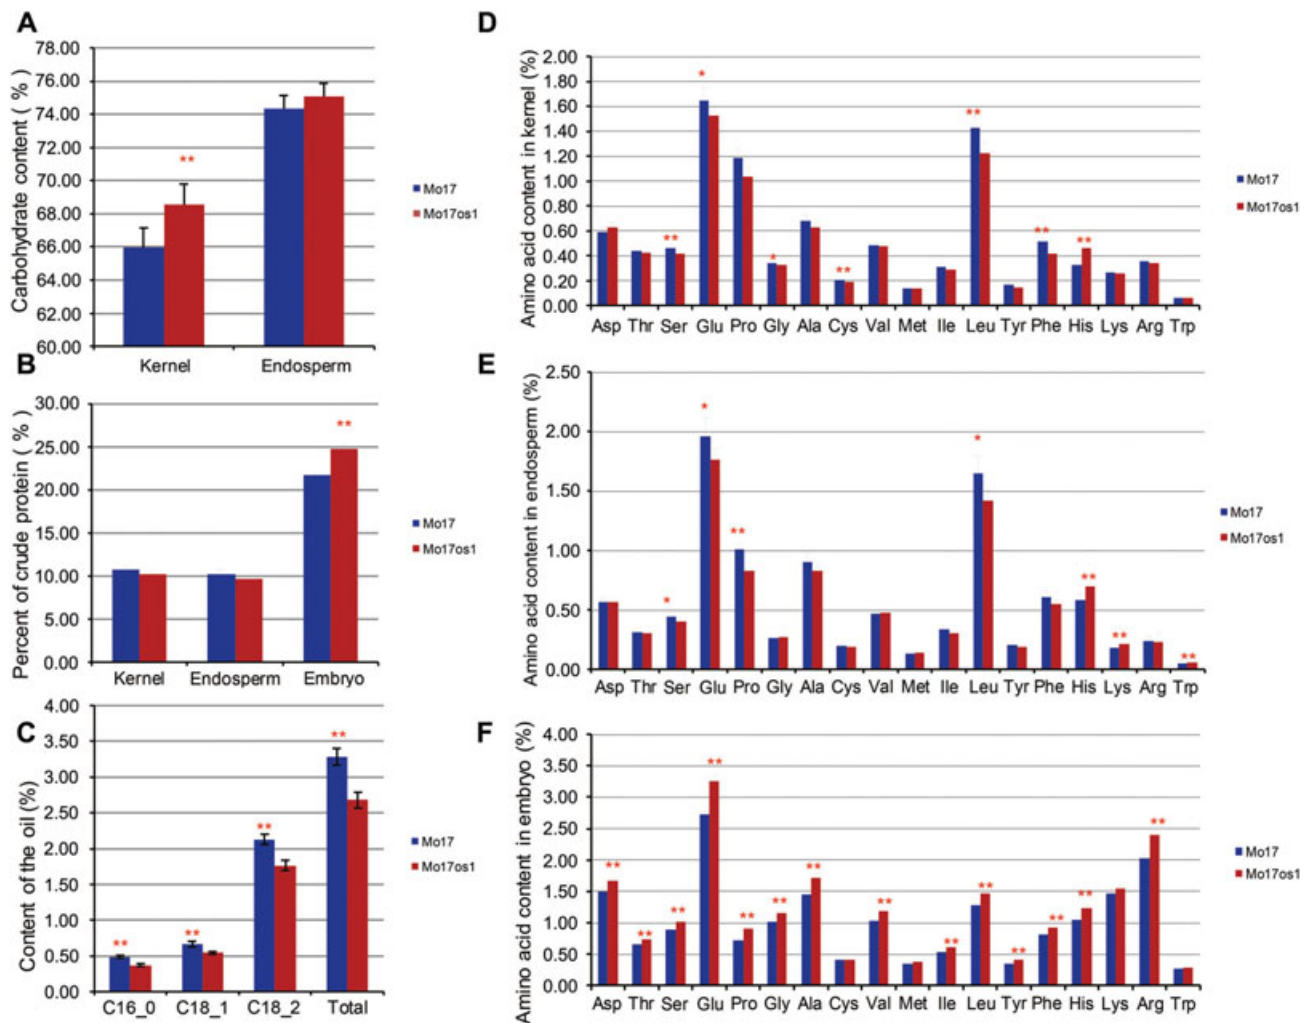 A
Carbohydrate content ( % )
78.00
76.00
74.00
72.00
70.00
68.00
66.00
64.00
62.00
60.00
**
Kernel Endosperm
Mo17
Mo17os1
B
Percent of crude protein ( % )
30.00
25.00
20.00
15.00
10.00
5.00
0.00
**
Kernel Endosperm Embryo
Mo17
Mo17os1
C
Content of the oil (%)
4.00
3.50
3.00
2.50
2.00
1.50
1.00
0.50
0.00
** ** ** **
C16_0 C18_1 C18_2 Total
Mo17
Mo17os1
D
Amino acid content in kernel (%)
2.00
1.80
1.60
1.40
1.20
1.00
0.80
0.60
0.40
0.20
0.00
** * * ** ** ** **
Asp Thr Ser Glu Pro Gly Ala Cys Val Met Ile Leu Tyr Phe His Lys Arg Trp
Mo17
Mo17os1
E
Amino acid content in endosperm (%)
2.50
2.00
1.50
1.00
0.50
0.00
* * ** * ** ** **
Asp Thr Ser Glu Pro Gly Ala Cys Val Met Ile Leu Tyr Phe His Lys Arg Trp
Mo17
Mo17os1
F
Amino acid content in embryo (%)
4.00
3.50
3.00
2.50
2.00
1.50
1.00
0.50
0.00
** ** ** ** ** ** ** ** ** ** ** ** ** **
Asp Thr Ser Glu Pro Gly Ala Cys Val Met Ile Leu Tyr Phe His Lys Arg Trp
Mo17
Mo17os1